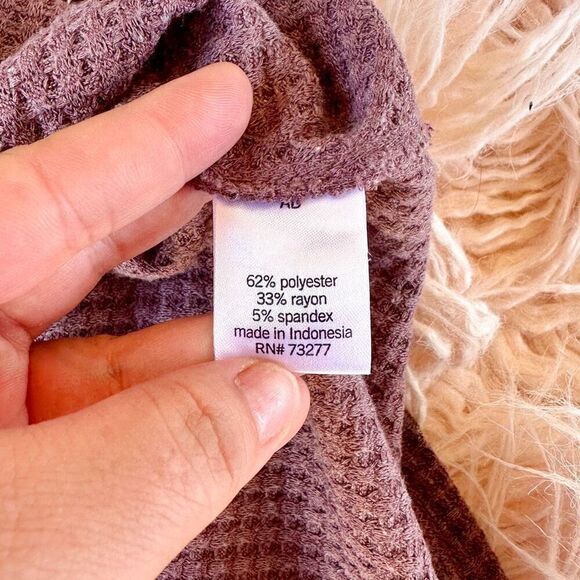 62% polyester
33% rayon
5% spandex
made in Indonesia
RN# 73277